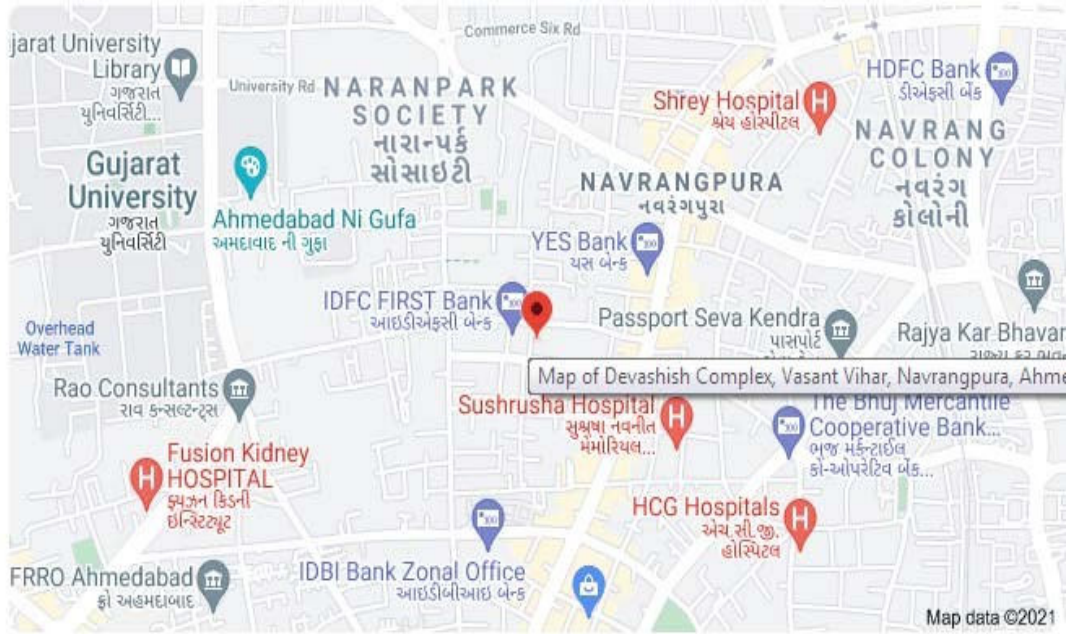 Commerce Six Rd
jarat University
Library
ગુજરાત
યુનિવર્સિટી...
University Rd
NARANPARK
SOCIETY
નારાન્પર્ક
સોસાઇટી
HDFC Bank
ડીએફસી બેંક
Shrey Hospital
શ્રેય હોસ્પીટલ
NAVRANG
COLONY
નવરંગ
કોલોની
Gujarat
University
ગુજરાત
યુનિવર્સિટી
Ahmedabad Ni Gufa
અમદાવાદ ની ગુફા
NAVRANGPURA
નવરંગપુરા
YES Bank
યસ બેન્ક
IDFC FIRST Bank
આઇડીએફસી બેન્ક
Passport Seva Kendra
પાસપોર્ટ
Rajya Kar Bhavan
Overhead
Water Tank
Map of Devashish Complex, Vasant Vihar, Navrangpura, Ahme
Rao Consultants
રાવ કન્સલ્ટન્ટ્સ
Sushrusha Hospital
સુશ્રુષા નવનીત
મેમોરિયલ...
The Bhuj Mercantile
Cooperative Bank...
ભુજ મર્કન્ટાઈલ
કો-ઓપરેટિવ બેંક...
Fusion Kidney
HOSPITAL
ફ્યુઝન કિડની
ઇન્સ્ટિટ્યૂટ
HCG Hospitals
એચ.સી.જી.
હોસ્પિટલ
IDBI Bank Zonal Office
આઇડીબીઆઇ બેન્ક
FRRO Ahmedabad
ફ્રો અહમદાબાદ
Map data ©2021